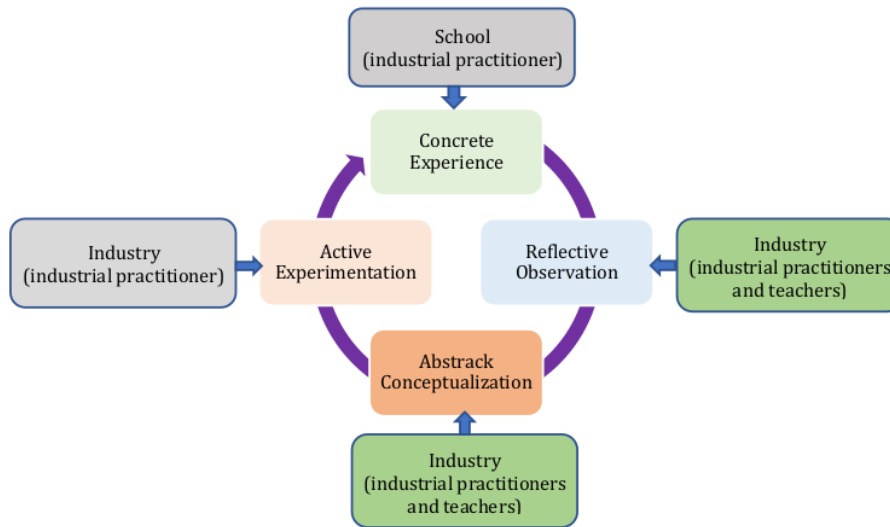 School
(industrial practitioner)
Concrete
Experience
Industry
(industrial practitioner)
Active
Experimentation
Reflective
Observation
Industry
(industrial practitioners
and teachers)
Abstrack
Conceptualization
Industry
(industrial practitioners
and teachers)